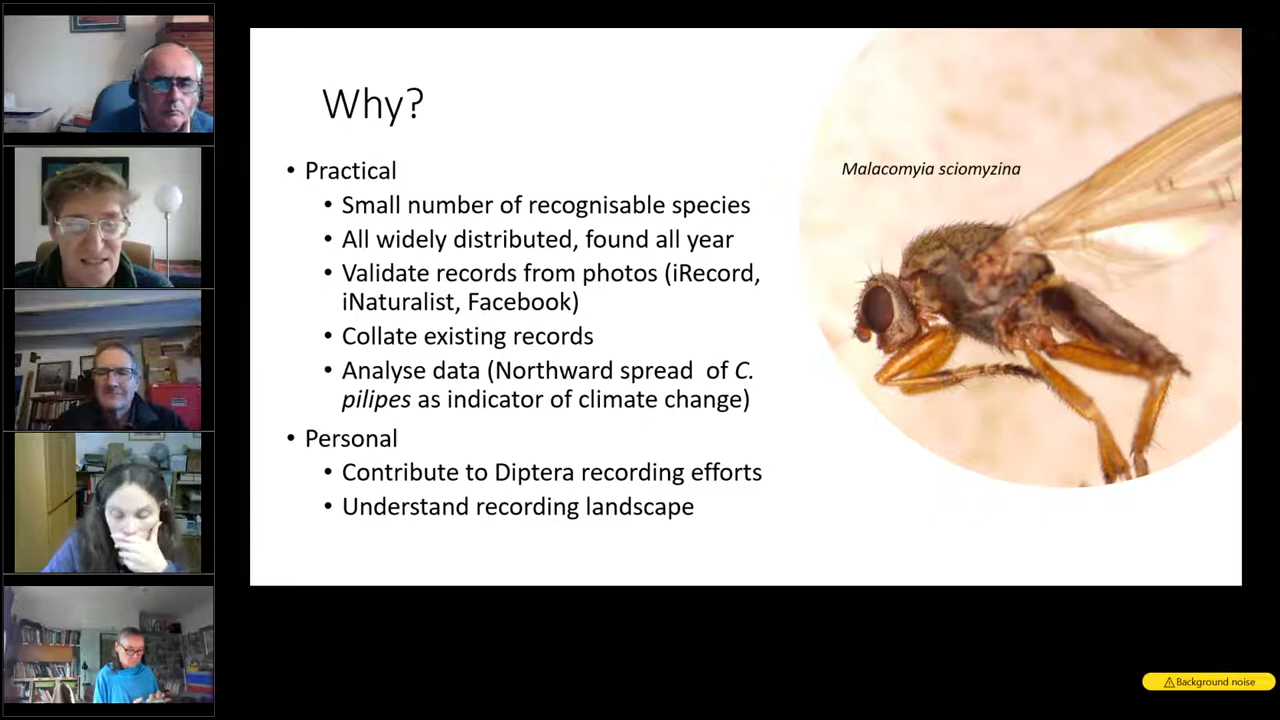 Why?
• Practical
• Small number of recognisable species
• All widely distributed, found all year
• Validate records from photos (iRecord,
iNaturalist, Facebook)
• Collate existing records
• Analyse data (Northward spread of C.
pilipes as indicator of climate change)
• Personal
• Contribute to Diptera recording efforts
• Understand recording landscape
Malacomyia sciomyzina
Background noise